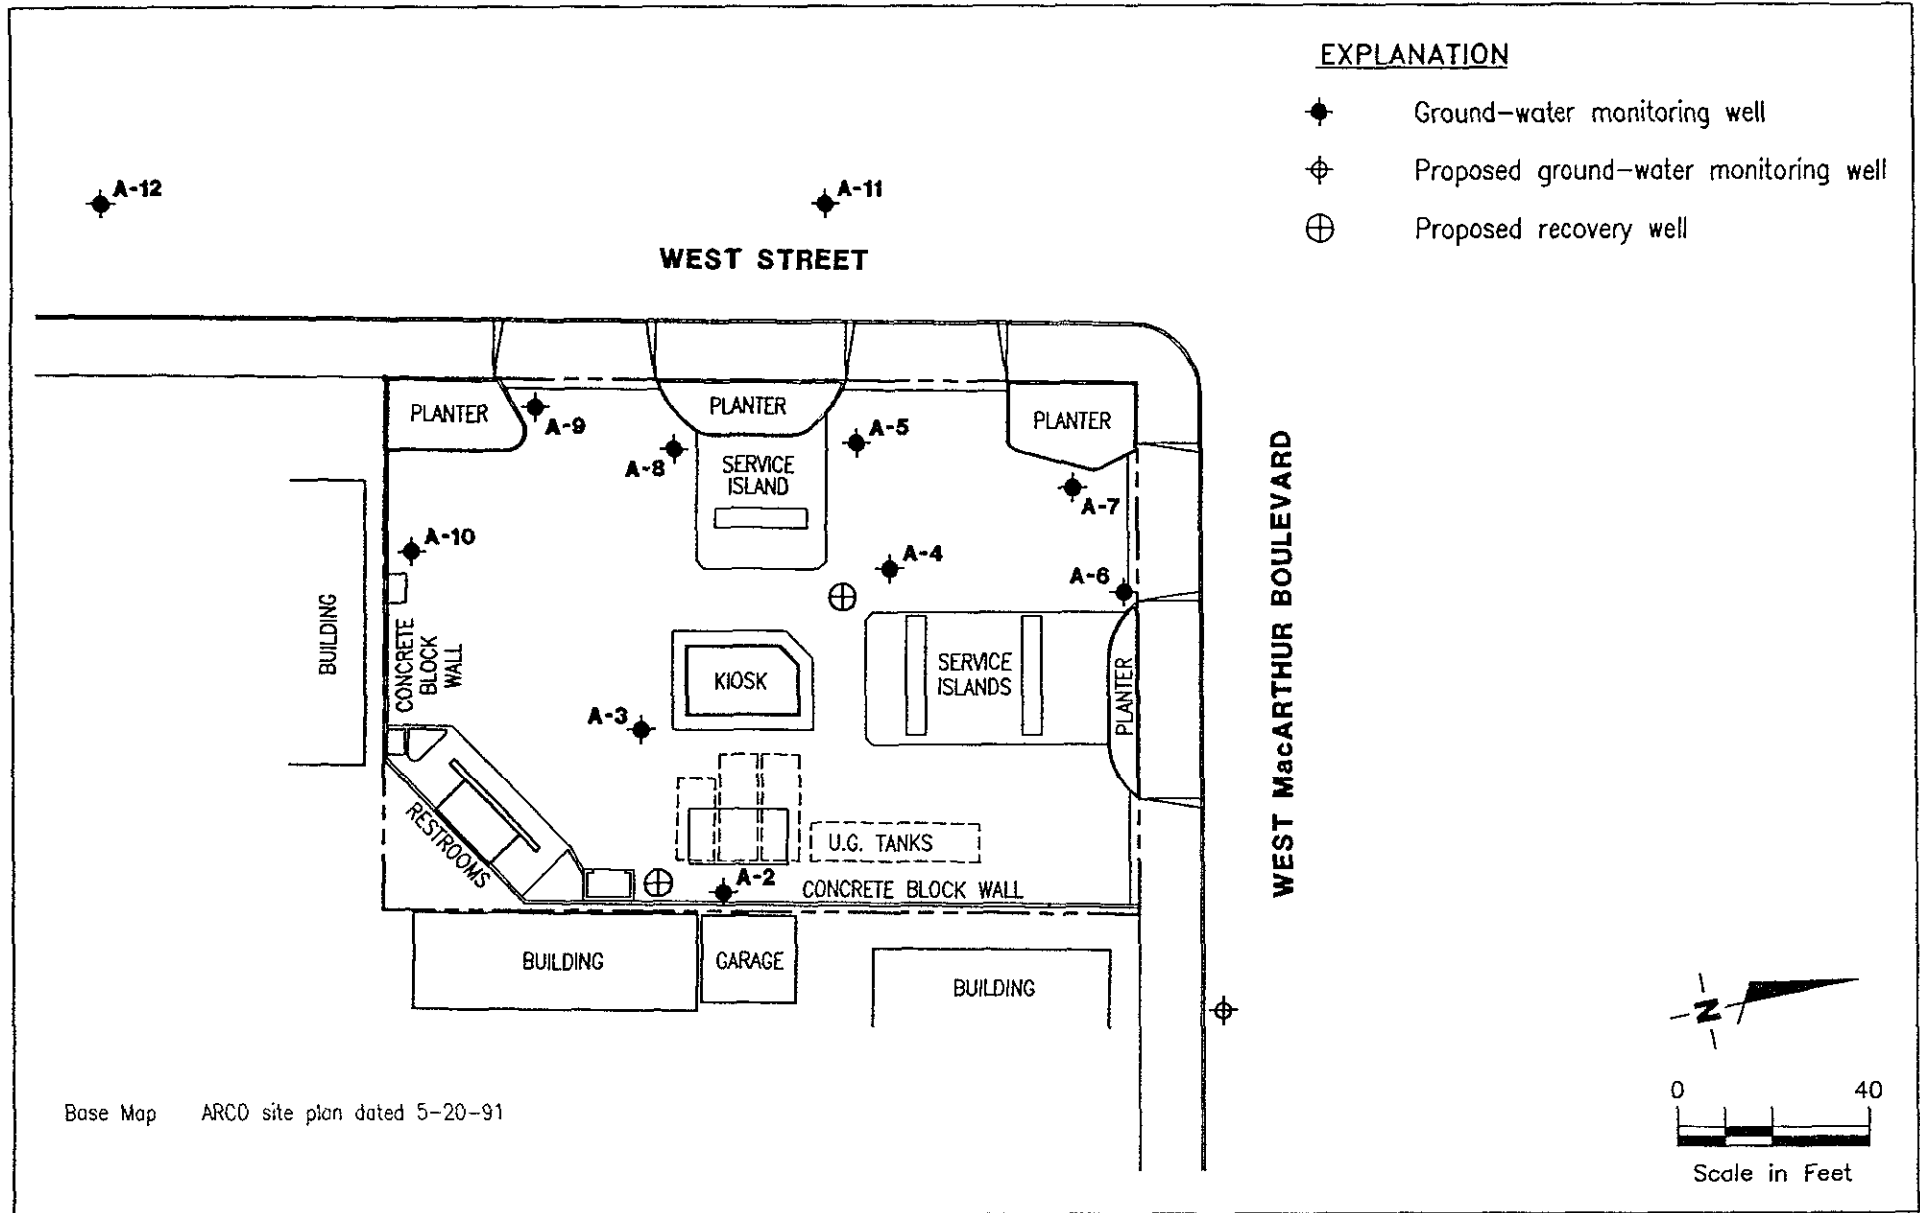 EXPLANATION
Ground-water monitoring well
Proposed ground-water monitoring well
Proposed recovery well
A-12
A-11
WEST STREET
PLANTER
A-9
PLANTER
A-5
PLANTER
A-8
SERVICE
ISLAND
A-7
A-10
A-4
A-6
BUILDING
CONCRETE
BLOCK
WALL
KIOSK
SERVICE
ISLANDS
PLANTER
WEST MacARTHUR BOULEVARD
A-3
RESTROOMS
U.G. TANKS
A-2
CONCRETE BLOCK WALL
BUILDING
GARAGE
BUILDING
N
0 40
Scale in Feet
Base Map ARCO site plan dated 5-20-91